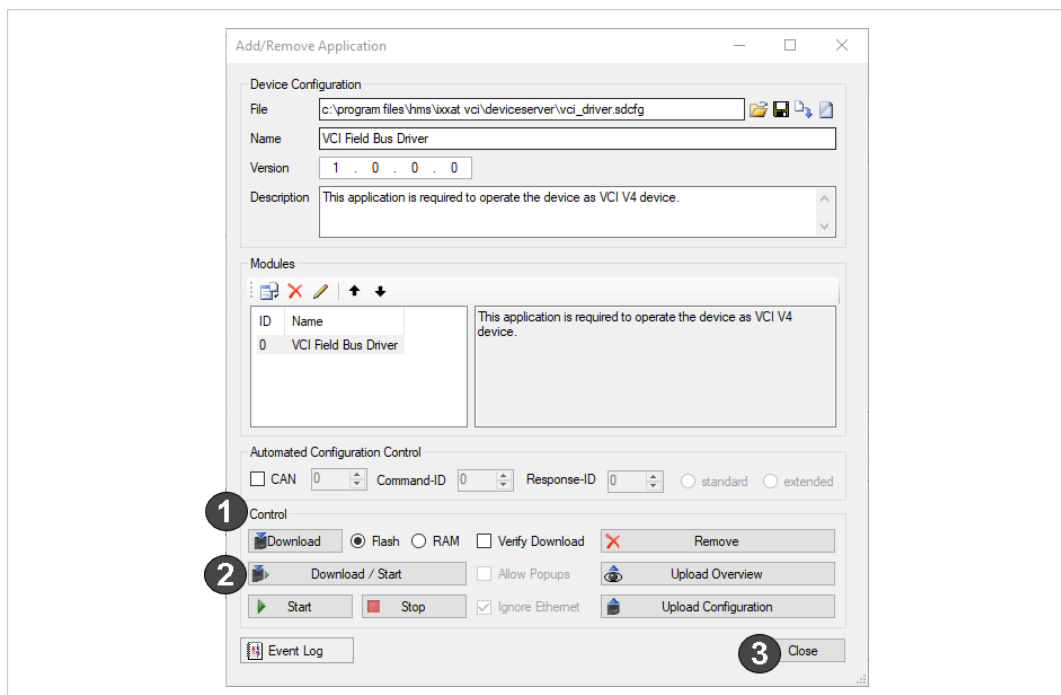 Add/Remove Application
Device Configuration
File c:\program files\hms\ixxat vci\deviceserver\vci_driver.sdcfg
Name VCI Field Bus Driver
Version 1 . 0 . 0 . 0
Description This application is required to operate the device as VCI V4 device.
Modules
ID Name
0 VCI Field Bus Driver
This application is required to operate the device as VCI V4
device.
Automated Configuration Control
CAN 0 Command-ID 0 Response-ID 0 standard extended
1
Control
Download Flash RAM Verify Download Remove
2 Download / Start Allow Popups Upload Overview
Start Stop Ignore Ethernet Upload Configuration
Event Log 3 Close